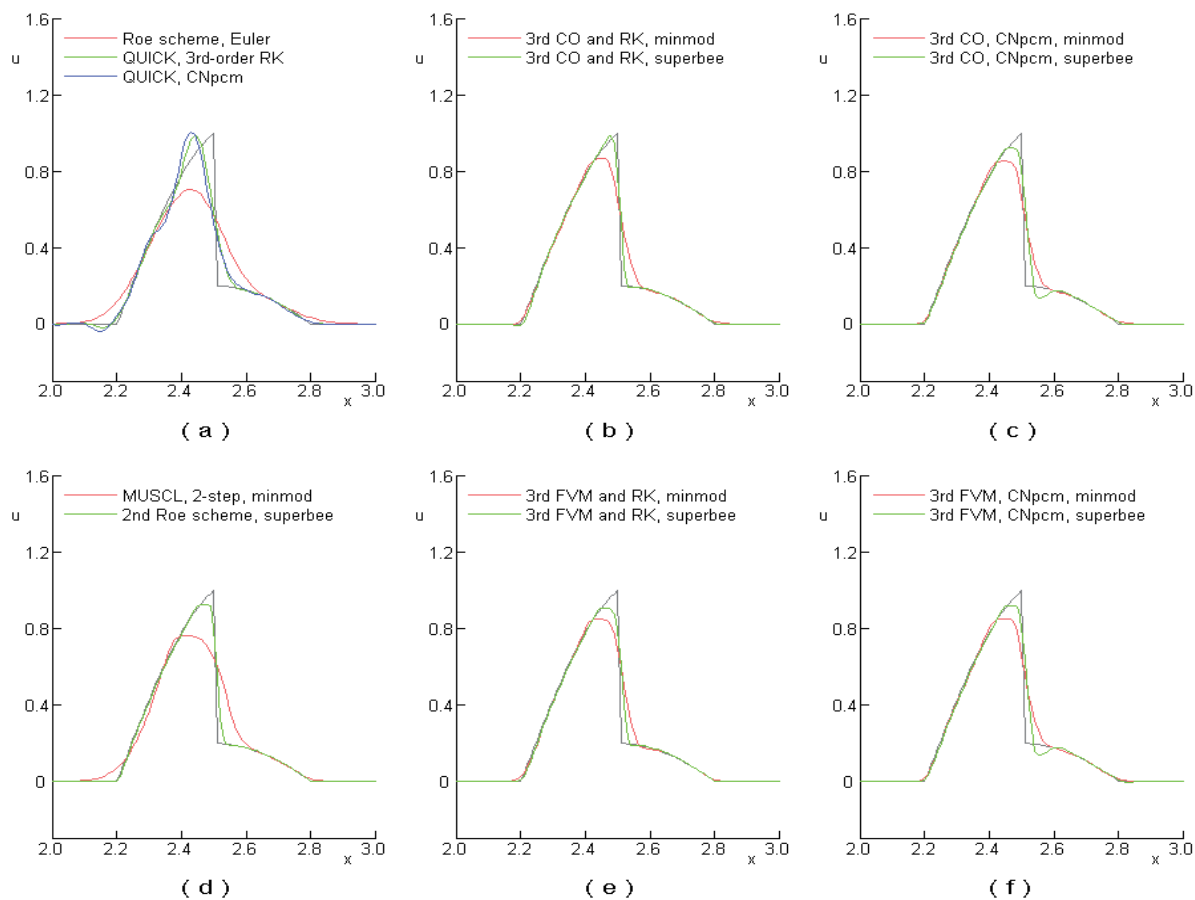 1.6
u
Roe scheme, Euler
QUICK, 3rd-order RK
QUICK, CNpcm
1.2
0.8
0.4
0
2.0 2.2 2.4 2.6 2.8 3.0
x
( a )
1.6
u
3rd CO and RK, minmod
3rd CO and RK, superbee
1.2
0.8
0.4
0
2.0 2.2 2.4 2.6 2.8 3.0
x
( b )
1.6
u
3rd CO, CNpcm, minmod
3rd CO, CNpcm, superbee
1.2
0.8
0.4
0
2.0 2.2 2.4 2.6 2.8 3.0
x
( c )
1.6
u
MUSCL, 2-step, minmod
2nd Roe scheme, superbee
1.2
0.8
0.4
0
2.0 2.2 2.4 2.6 2.8 3.0
x
( d )
1.6
u
3rd FVM and RK, minmod
3rd FVM and RK, superbee
1.2
0.8
0.4
0
2.0 2.2 2.4 2.6 2.8 3.0
x
( e )
1.6
u
3rd FVM, CNpcm, minmod
3rd FVM, CNpcm, superbee
1.2
0.8
0.4
0
2.0 2.2 2.4 2.6 2.8 3.0
x
( f )